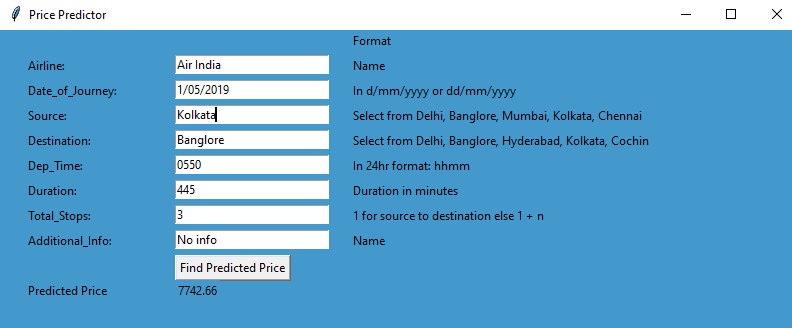 Price Predictor
Format
Airline: Air India Name
Date_of_Journey: 1/05/2019 In d/mm/yyyy or dd/mm/yyyy
Source: Kolkata Select from Delhi, Banglore, Mumbai, Kolkata, Chennai
Destination: Banglore Select from Delhi, Banglore, Hyderabad, Kolkata, Cochin
Dep_Time: 0550 In 24hr format: hhmm
Duration: 445 Duration in minutes
Total_Stops: 3 1 for source to destination else 1 + n
Additional_Info: No info Name
Find Predicted Price
Predicted Price 7742.66